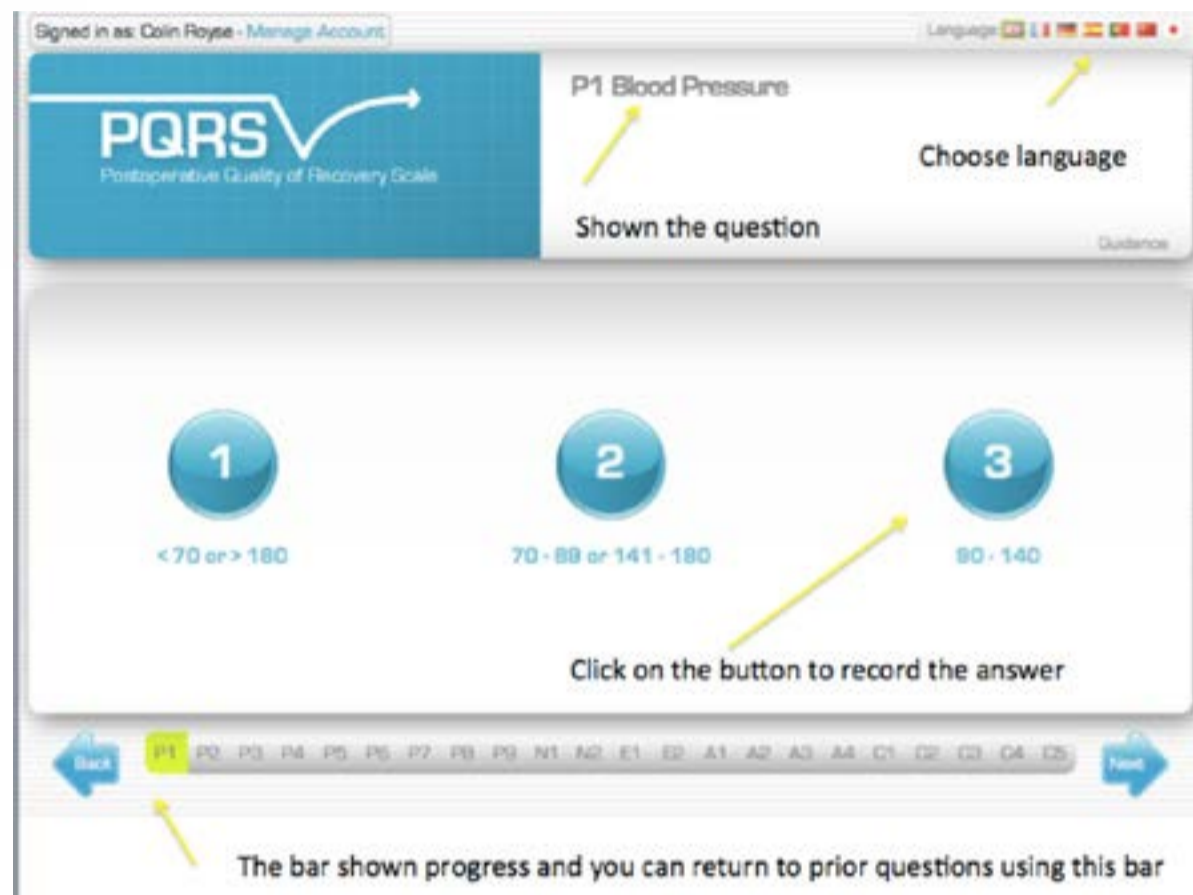 Signed in as: Colin Royse - Manage Account
Language
P1 Blood Pressure
PQRS
Postoperative Quality of Recovery Scale
Choose language
Shown the question
Guidance
1
2
3
<70 or > 180
70 - 89 or 141 - 180
90 - 140
Click on the button to record the answer
Back
P1 P2 P3 P4 P5 P6 P7 P8 P9 N1 N2 E1 E2 A1 A2 A3 A4 C1 C2 C3 C4 C5
Next
The bar shown progress and you can return to prior questions using this bar